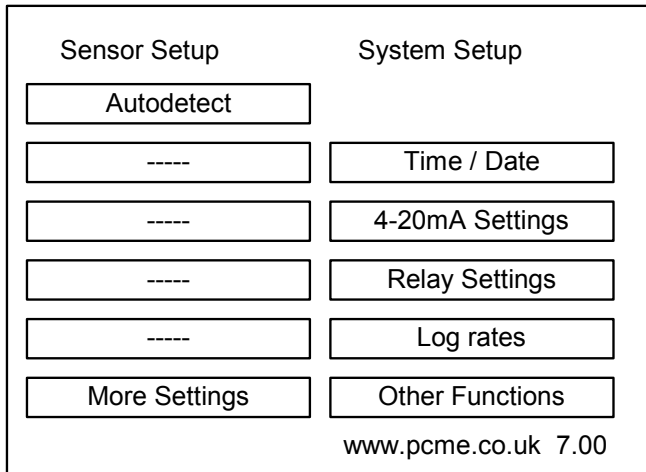 Sensor Setup
System Setup
Autodetect
-----
Time / Date
-----
4-20mA Settings
-----
Relay Settings
-----
Log rates
More Settings
Other Functions
www.pcme.co.uk 7.00